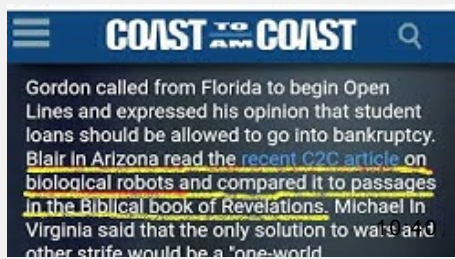 COAST TO AM COAST
Gordon called from Florida to begin Open
Lines and expressed his opinion that student
loans should be allowed to go into bankruptcy.
Blair in Arizona read the recent C2C article on
biological robots and compared it to passages
in the Biblical book of Revelations. Michael In
Virginia said that the only solution to wars and
other strife would be a "one-world
19:40